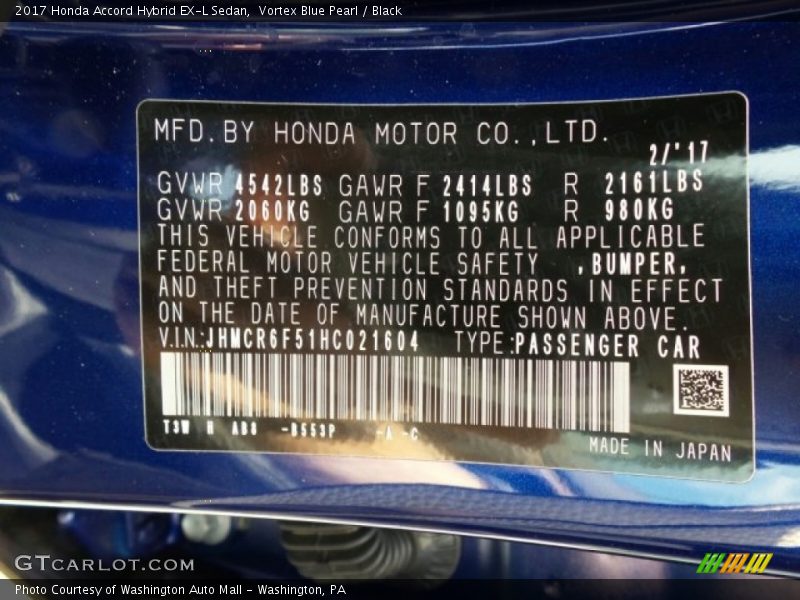 2017 Honda Accord Hybrid EX-L Sedan, Vortex Blue Pearl / Black
MFD. BY HONDA MOTOR CO., LTD.
2/'17
GVWR 4542LBS GAWR F 2414LBS R 2161LBS
GVWR 2060KG GAWR F 1095KG R 980KG
THIS VEHICLE CONFORMS TO ALL APPLICABLE
FEDERAL MOTOR VEHICLE SAFETY ,BUMPER,
AND THEFT PREVENTION STANDARDS IN EFFECT
ON THE DATE OF MANUFACTURE SHOWN ABOVE.
V.I.N.:JHMCR6F51HC021604 TYPE:PASSENGER CAR
T3W H AB8 -B553P -A -C
MADE IN JAPAN
GTCARLOT.COM
Photo Courtesy of Washington Auto Mall - Washington, PA